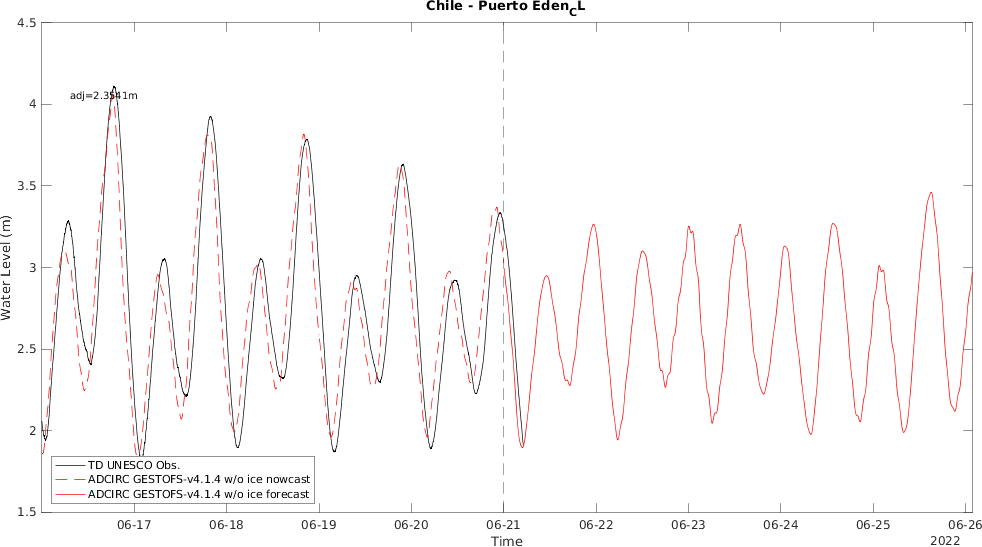 Chile - Puerto Eden_CL
4.5
4
3.5
3
2.5
2
1.5
Water Level (m)
adj=2.3541m
TD UNESCO Obs.
ADCIRC GESTOFS-v4.1.4 w/o ice nowcast
ADCIRC GESTOFS-v4.1.4 w/o ice forecast
06-17 06-18 06-19 06-20 06-21 06-22 06-23 06-24 06-25 06-26
Time
2022